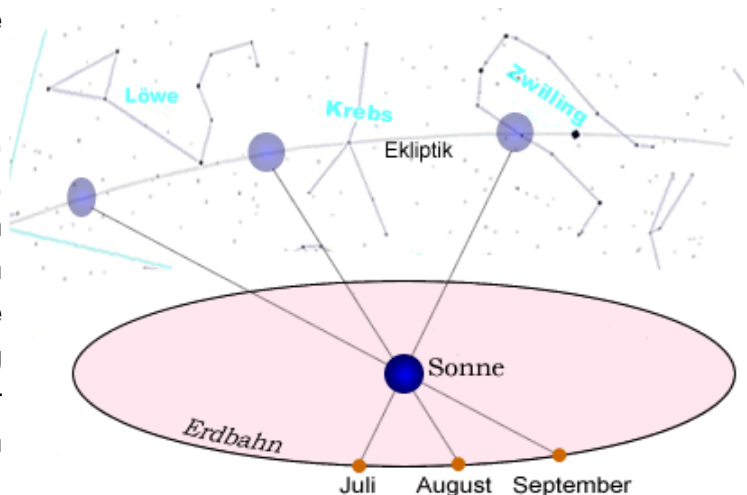 Zwilling
Löwe
Krebs
Ekliptik
Sonne
Erdbahn
Juli August September